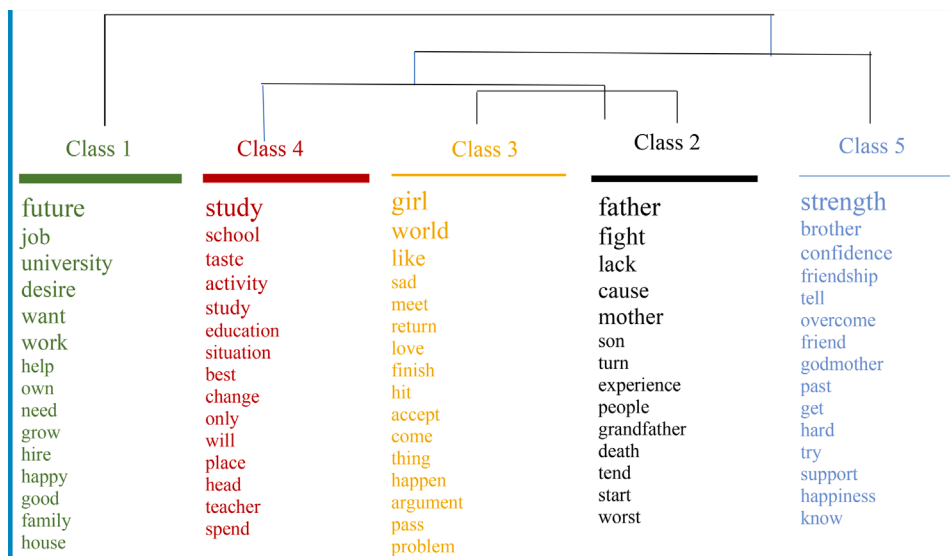 Class 1
future
job
university
desire
want
work
help
own
need
grow
hire
happy
good
family
house
Class 4
study
school
taste
activity
study
education
situation
best
change
only
will
place
head
teacher
spend
Class 3
girl
world
like
sad
meet
return
love
finish
hit
accept
come
thing
happen
argument
pass
problem
Class 2
father
fight
lack
cause
mother
son
turn
experience
people
grandfather
death
tend
start
worst
Class 5
strength
brother
confidence
friendship
tell
overcome
friend
godmother
past
get
hard
try
support
happiness
know